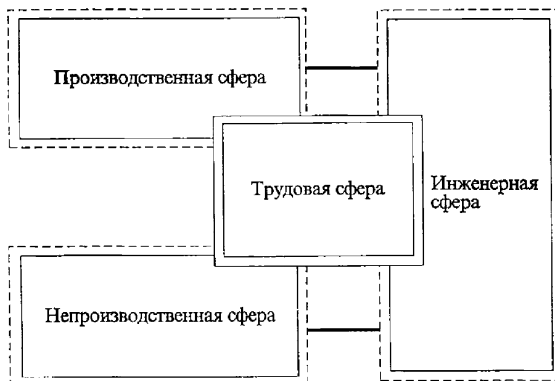 Производственная сфера
Трудовая сфера
Инженерная
сфера
Непроизводственная сфера